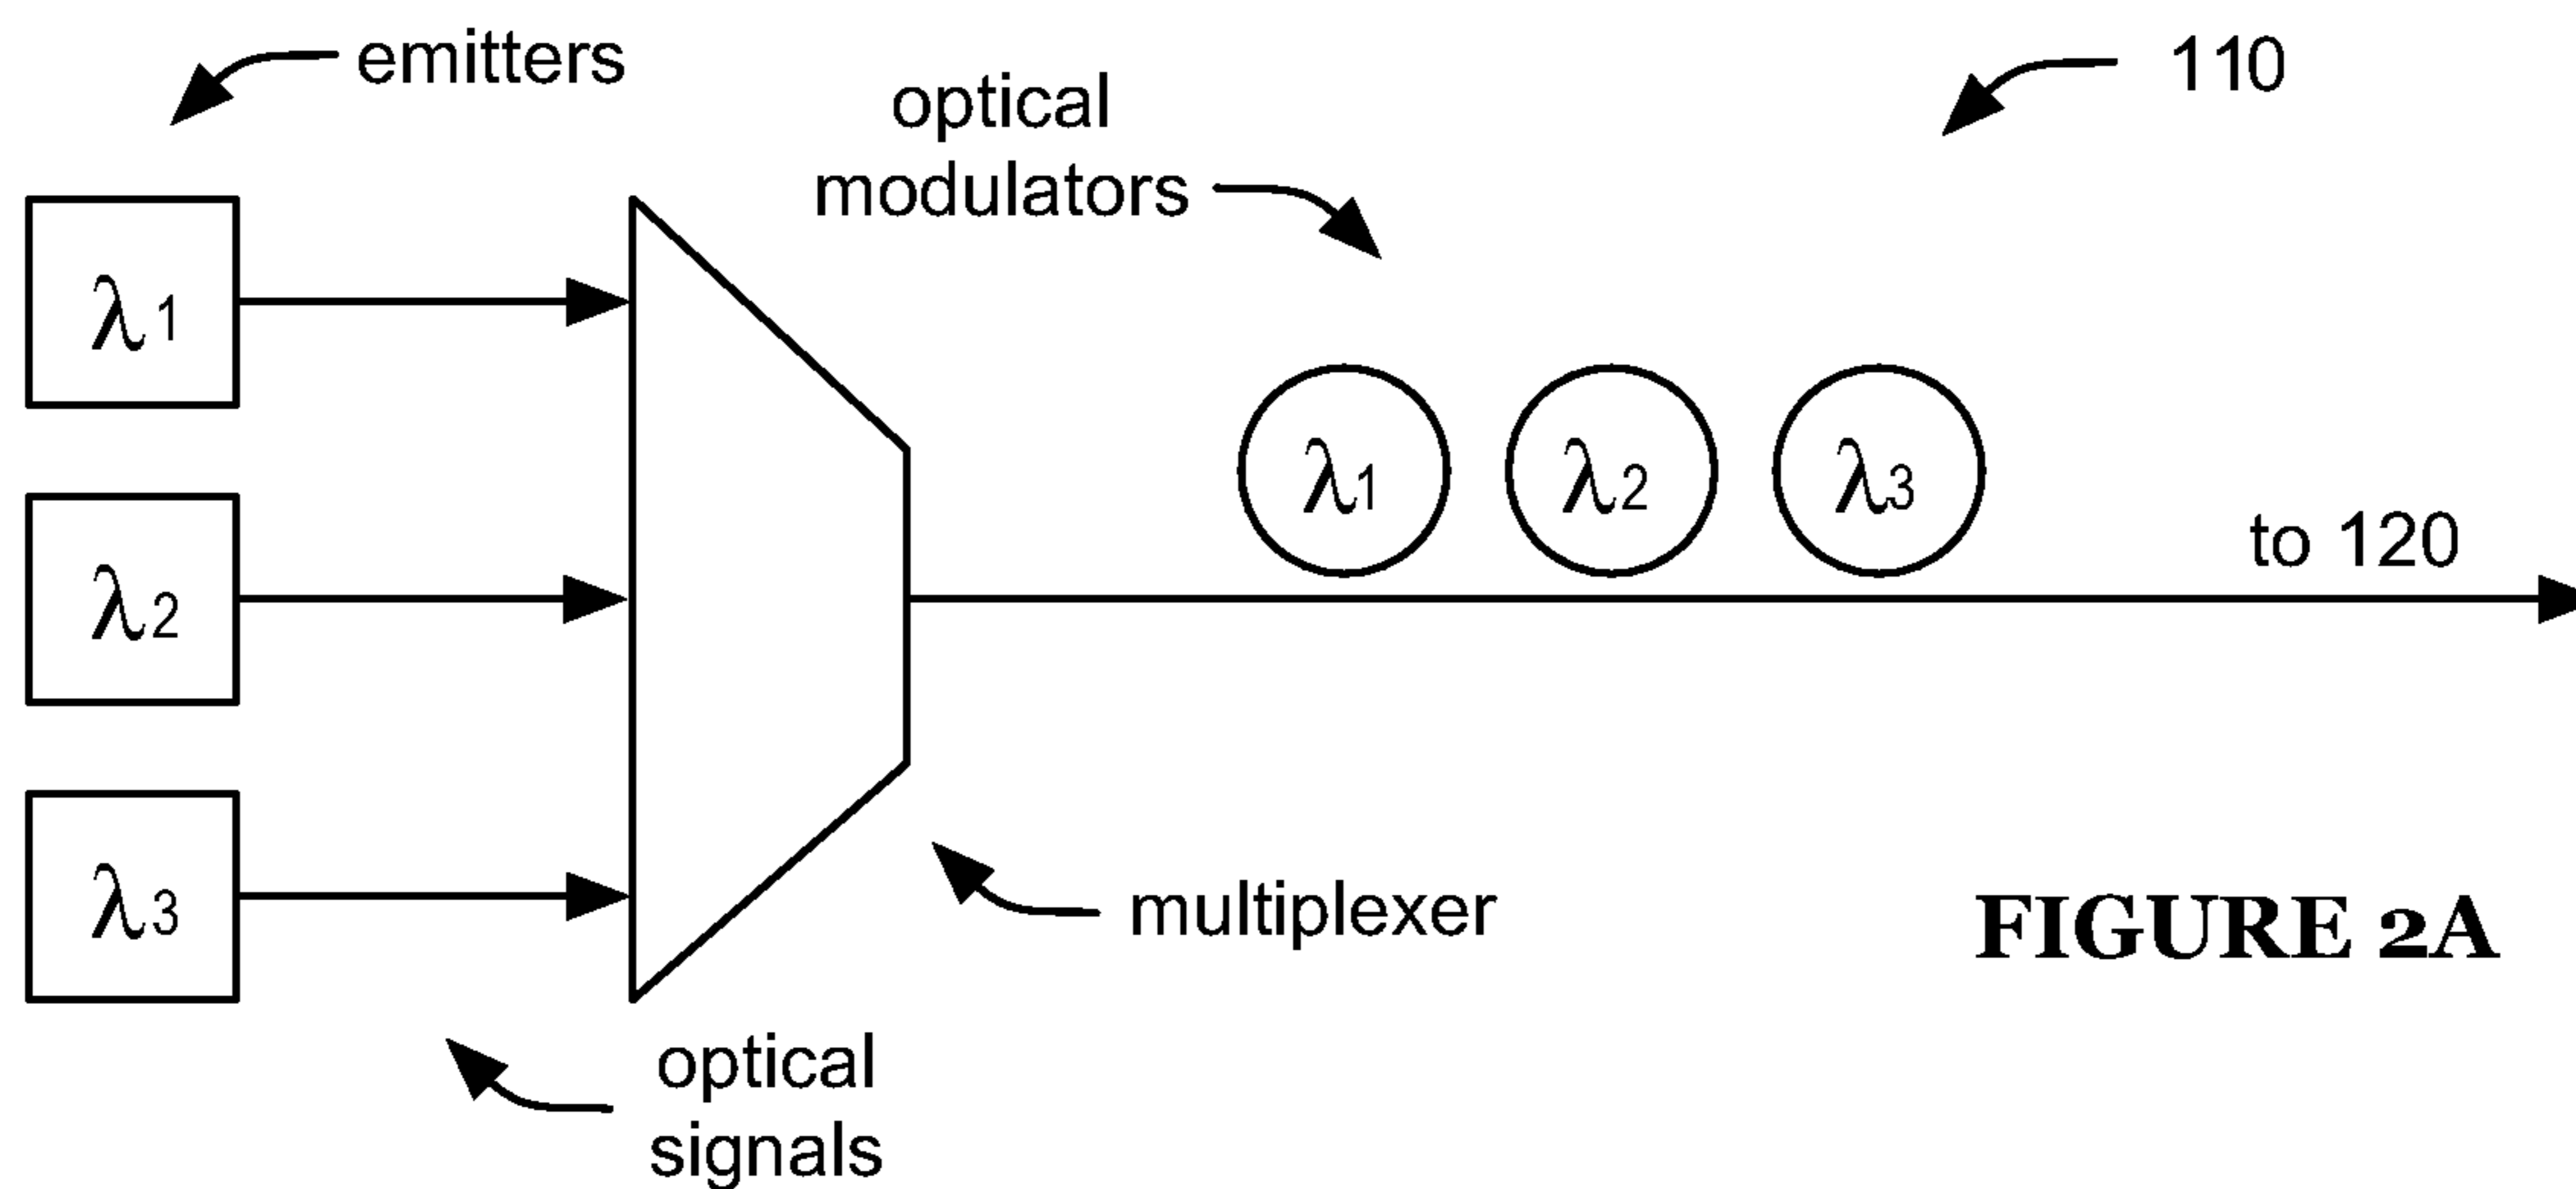 emitters
110
optical
modulators
λ1
λ2
λ3
λ1
λ2
λ3
to 120
multiplexer
FIGURE 2A
optical
signals